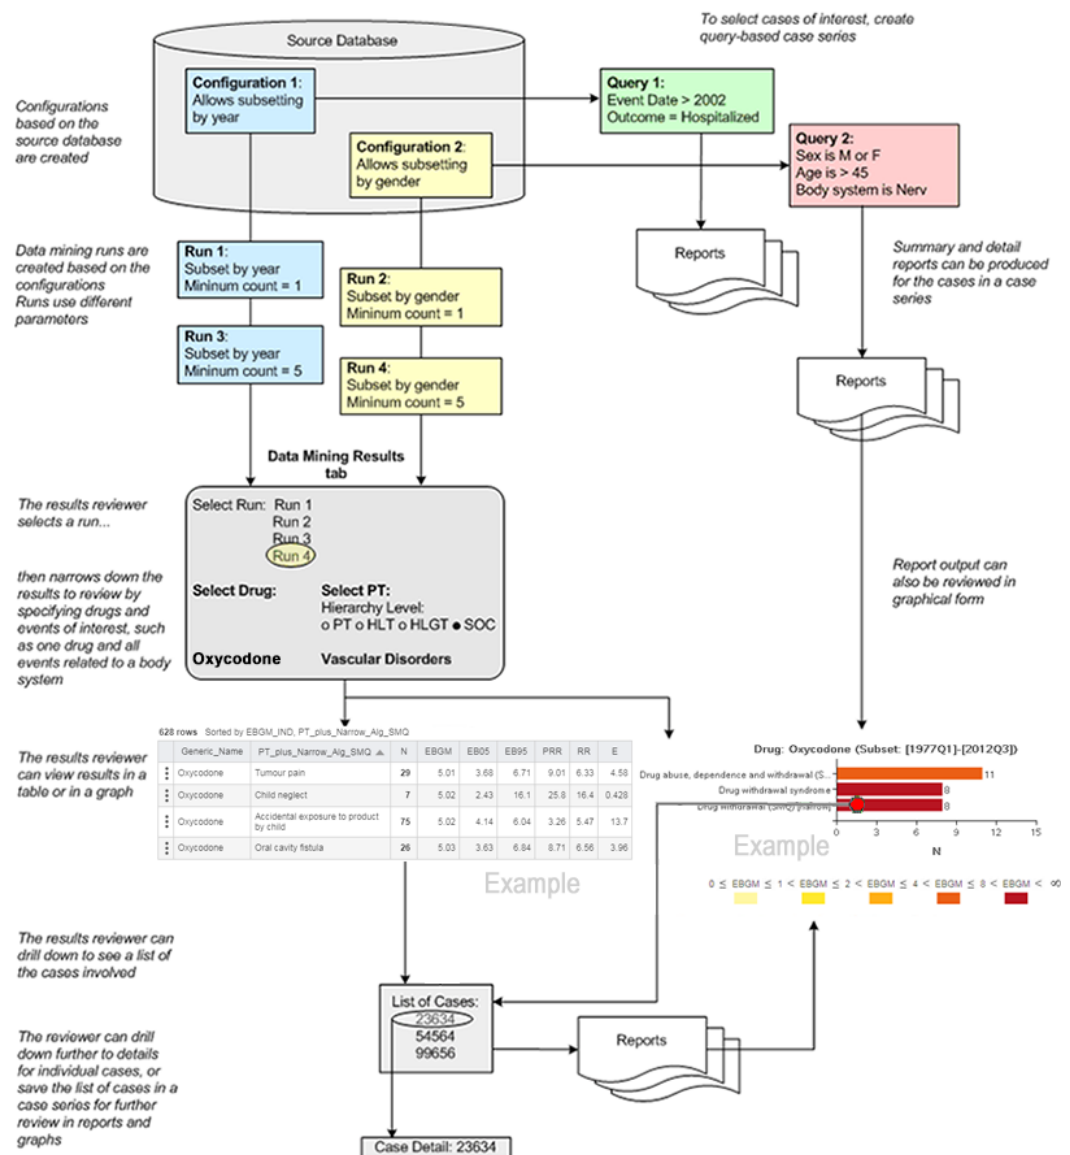 To select cases of interest, create
query-based case series
Source Database
Configurations
based on the
source database
are created
Configuration 1:
Allows subsetting
by year
Configuration 2:
Allows subsetting
by gender
Query 1:
Event Date > 2002
Outcome = Hospitalized
Query 2:
Sex is M or F
Age is > 45
Body system is Nerv
Data mining runs are
created based on the
configurations
Runs use different
parameters
Run 1:
Subset by year
Minimum count = 1
Run 2:
Subset by gender
Mininum count = 1
Run 3:
Subset by year
Mininum count = 5
Run 4:
Subset by gender
Mininum count = 5
Reports
Summary and detail
reports can be produced
for the cases in a case
series
Reports
Data Mining Results
tab
The results reviewer
selects a run...
Select Run: Run 1
Run 2
Run 3
Run 4
then narrows down the
results to review by
specifying drugs and
events of interest, such
as one drug and all
events related to a body
system
Select Drug:
Select PT:
Hierarchy Level:
o PT o HLT o HLGT ● SOC
Oxycodone
Vascular Disorders
Report output can
also be reviewed in
graphical form
The results reviewer
can view results in a
table or in a graph
628 rows Sorted by EBGM_IND, PT_plus_Narrow_Alg_SMQ
Generic_Name PT_plus_Narrow_Alg_SMQ N EBGM EB05 EB95 PRR RR E
Oxycodone Tumour pain 29 5.01 3.68 6.71 9.01 6.33 4.58
Oxycodone Child neglect 7 5.02 2.43 16.1 25.8 16.4 0.428
Oxycodone Accidental exposure to product
by child 75 5.02 4.14 6.04 3.26 5.47 13.7
Oxycodone Oral cavity fistula 26 5.03 3.63 6.84 8.71 6.56 3.96
Example
Drug: Oxycodone (Subset: [1977Q1]-[2012Q3])
Drug abuse, dependence and withdrawal (S... 11
Drug withdrawal syndrome 8
Drug withdrawal (SMQ) [narrow] 8
0 3 6 9 12 15
N
Example
0 ≤ EBGM ≤ 1 < EBGM ≤ 2 < EBGM ≤ 4 < EBGM ≤ 8 < EBGM < ∞
The results reviewer can
drill down to see a list of
the cases involved
List of Cases:
23634
54564
99656
Reports
The reviewer can drill
down further to details
for individual cases, or
save the list of cases in a
case series for further
review in reports and
graphs
Case Detail: 23634